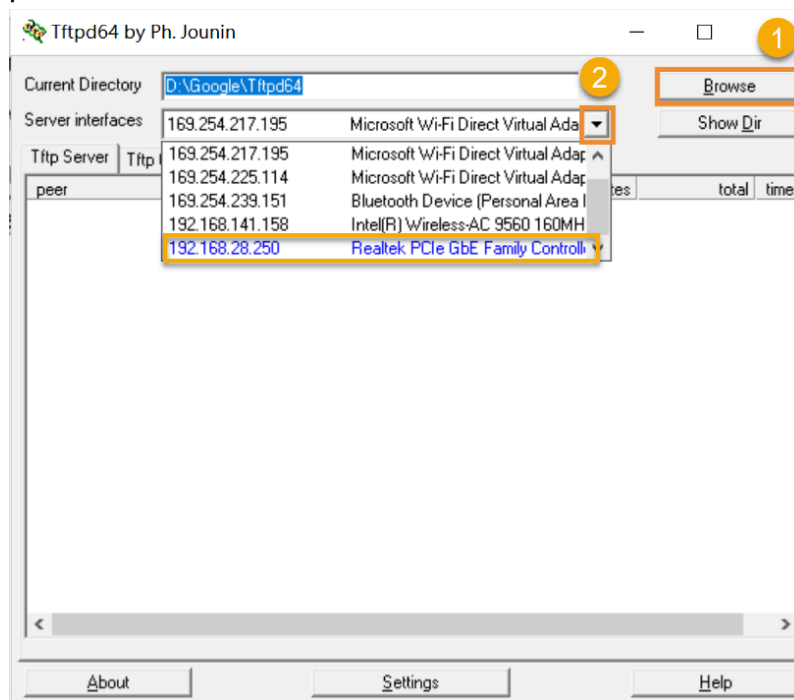 Tftpd64 by Ph. Jounin
1
Current Directory D:\Google\Tftpd64 2 Browse
Server interfaces 169.254.217.195 Microsoft Wi-Fi Direct Virtual Ada Show Dir
Tftp Server Tftp 169.254.217.195 Microsoft Wi-Fi Direct Virtual Adap
169.254.225.114 Microsoft Wi-Fi Direct Virtual Adap
peer tes total time
169.254.239.151 Bluetooth Device (Personal Area
192.168.141.158 Intel(R) Wireless-AC 9560 160MH
192.168.28.250 Realtek PCIe GbE Family Controll
About Settings Help